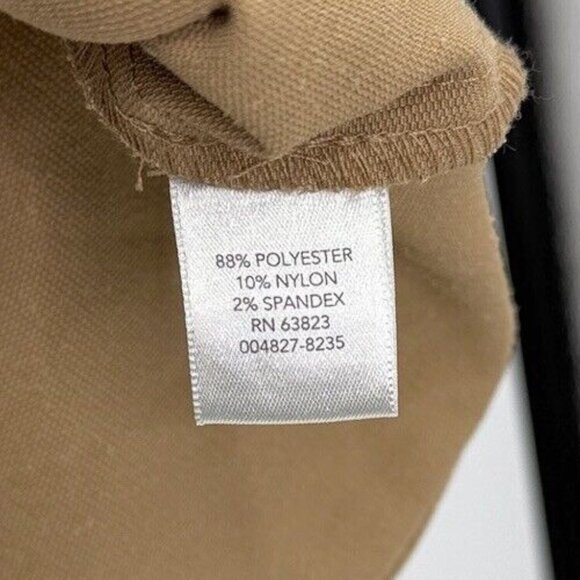 88% POLYESTER
10% NYLON
2% SPANDEX
RN 63823
004827-8235